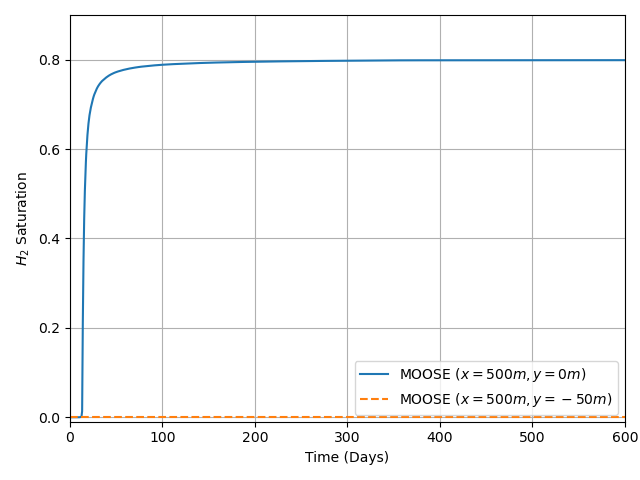 0.8
0.6
0.4
0.2
0.0
H₂ Saturation
MOOSE (x = 500m, y = 0m)
MOOSE (x = 500m, y = −50m)
0 100 200 300 400 500 600
Time (Days)